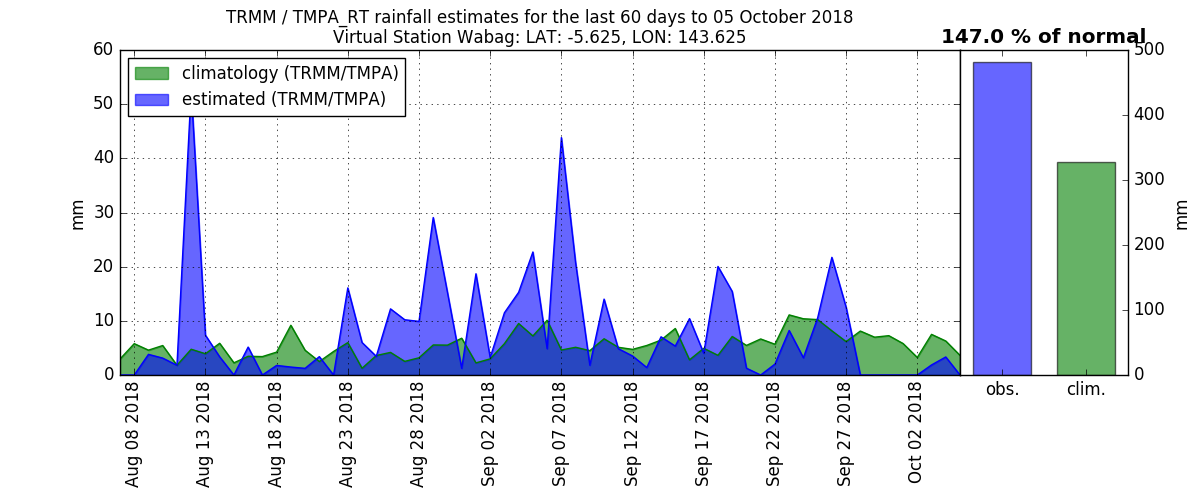 TRMM / TMPA_RT rainfall estimates for the last 60 days to 05 October 2018
Virtual Station Wabag: LAT: -5.625, LON: 143.625
147.0 % of normal
climatology (TRMM/TMPA)
estimated (TRMM/TMPA)
60
50
40
30
20
10
0
mm
500
400
300
200
100
0
mm
obs.
clim.
Aug 08 2018
Aug 13 2018
Aug 18 2018
Aug 23 2018
Aug 28 2018
Sep 02 2018
Sep 07 2018
Sep 12 2018
Sep 17 2018
Sep 22 2018
Sep 27 2018
Oct 02 2018